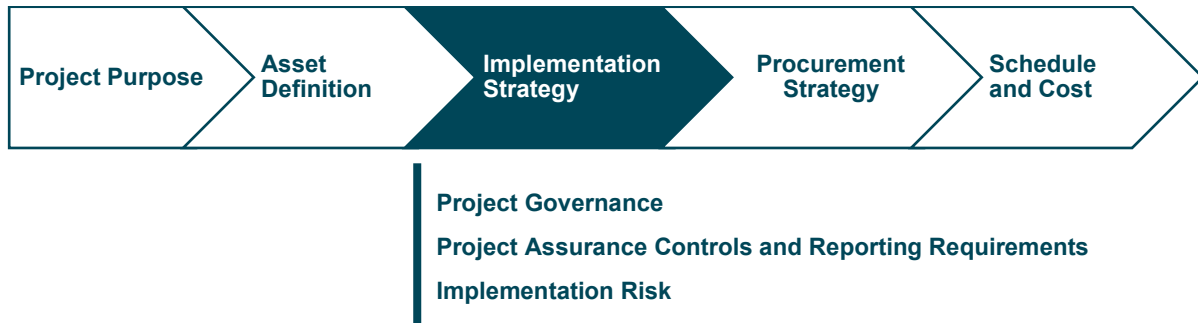 Project Purpose
Asset
Definition
Implementation
Strategy
Procurement
Strategy
Schedule
and Cost
Project Governance
Project Assurance Controls and Reporting Requirements
Implementation Risk